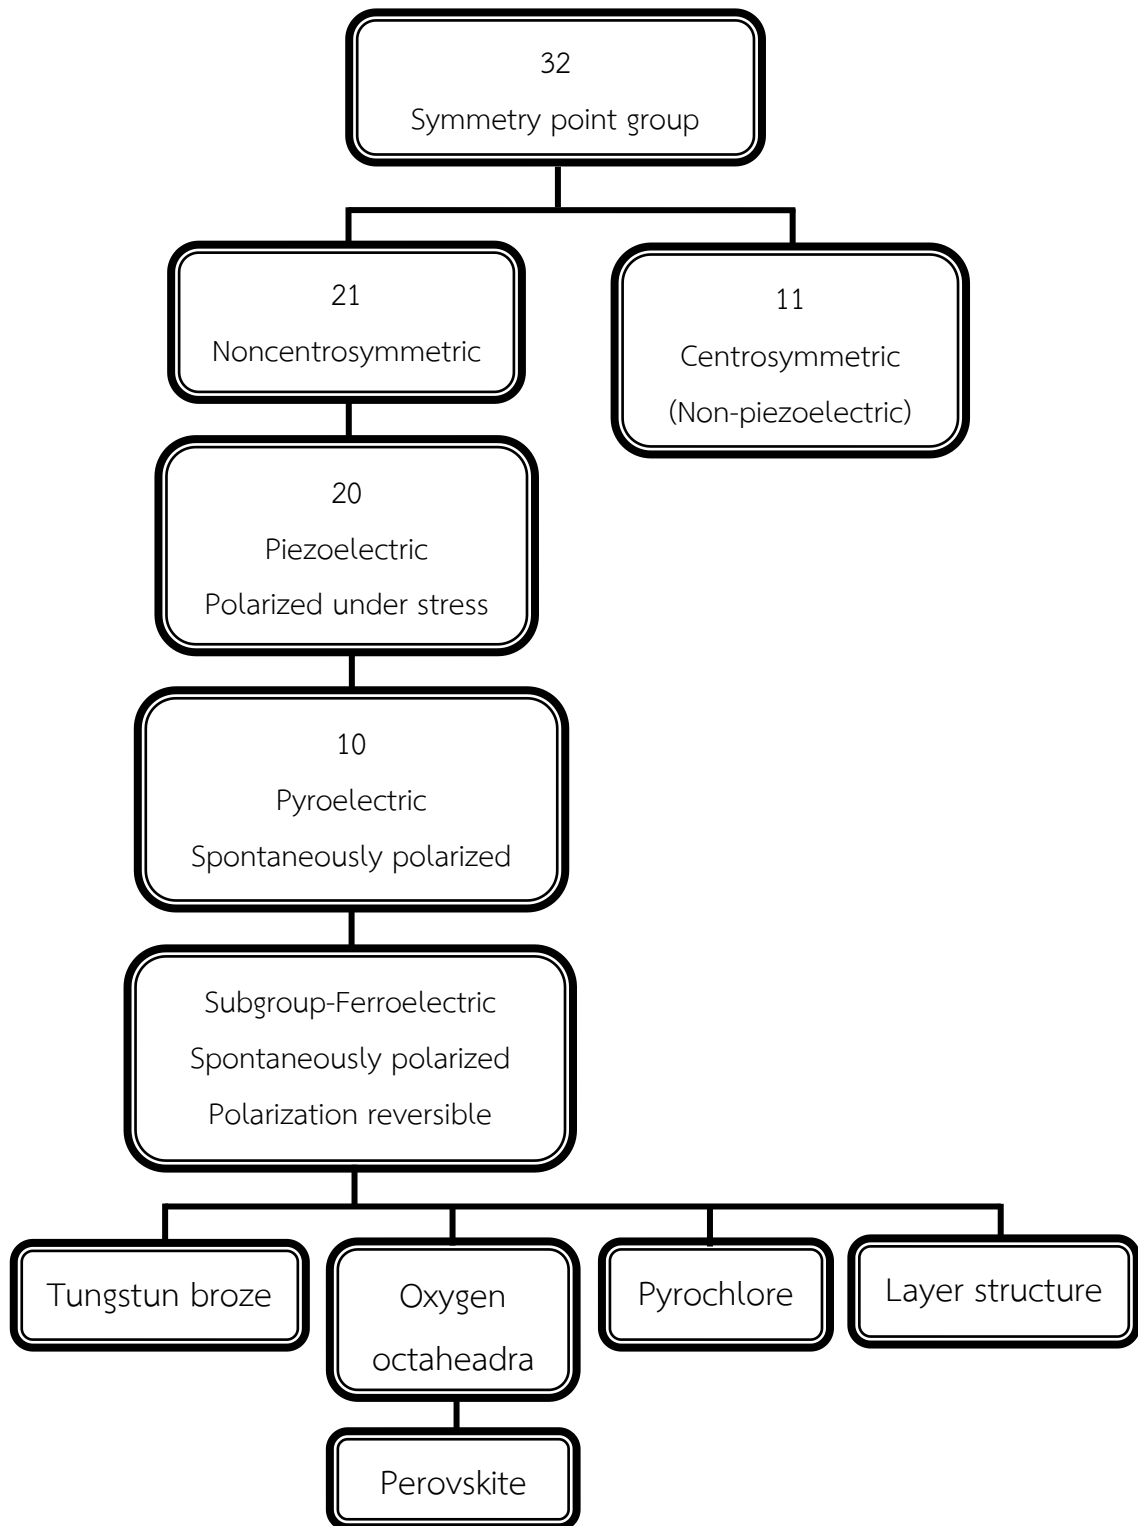 32
Symmetry point group
21
Noncentrosymmetric
11
Centrosymmetric
(Non-piezoelectric)
20
Piezoelectric
Polarized under stress
10
Pyroelectric
Spontaneously polarized
Subgroup-Ferroelectric
Spontaneously polarized
Polarization reversible
Tungstun broze
Oxygen
octaheadra
Pyrochlore
Layer structure
Perovskite